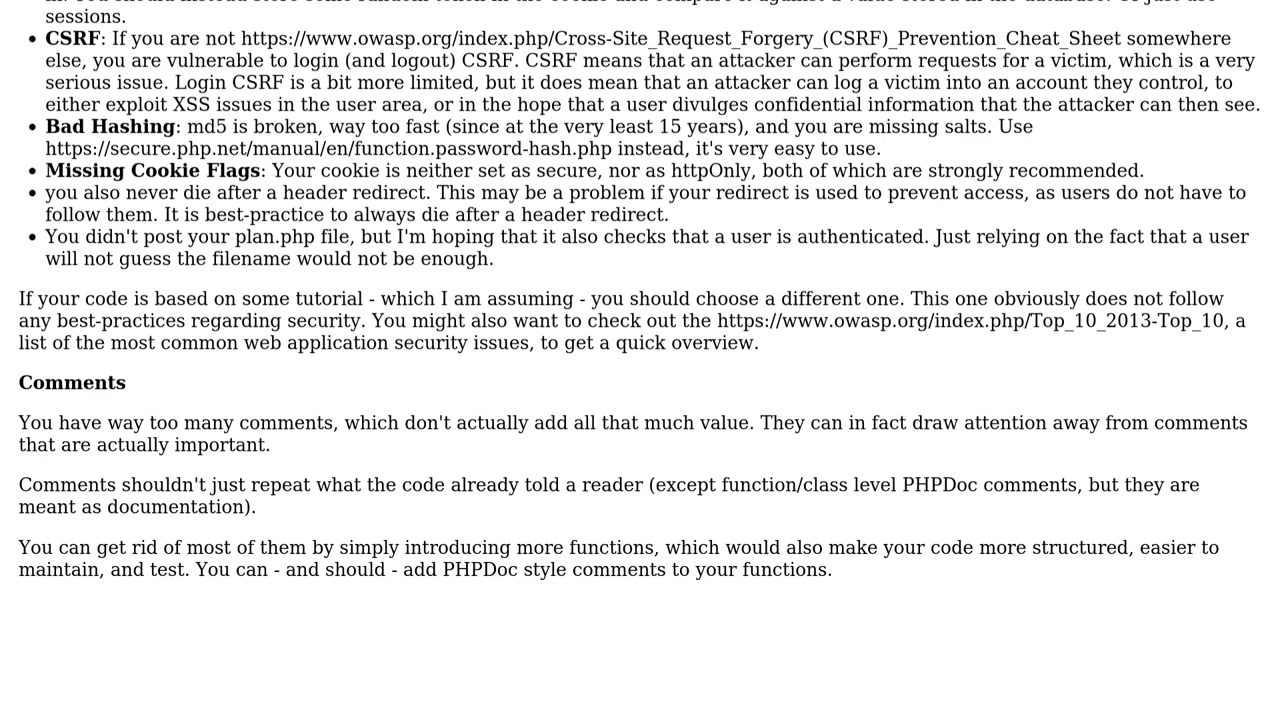 sessions.
• CSRF: If you are not https://www.owasp.org/index.php/Cross-Site_Request_Forgery_(CSRF)_Prevention_Cheat_Sheet somewhere
else, you are vulnerable to login (and logout) CSRF. CSRF means that an attacker can perform requests for a victim, which is a very
serious issue. Login CSRF is a bit more limited, but it does mean that an attacker can log a victim into an account they control, to
either exploit XSS issues in the user area, or in the hope that a user divulges confidential information that the attacker can then see.
• Bad Hashing: md5 is broken, way too fast (since at the very least 15 years), and you are missing salts. Use
https://secure.php.net/manual/en/function.password-hash.php instead, it's very easy to use.
• Missing Cookie Flags: Your cookie is neither set as secure, nor as httpOnly, both of which are strongly recommended.
• you also never die after a header redirect. This may be a problem if your redirect is used to prevent access, as users do not have to
follow them. It is best-practice to always die after a header redirect.
• You didn't post your plan.php file, but I'm hoping that it also checks that a user is authenticated. Just relying on the fact that a user
will not guess the filename would not be enough.
If your code is based on some tutorial - which I am assuming - you should choose a different one. This one obviously does not follow
any best-practices regarding security. You might also want to check out the https://www.owasp.org/index.php/Top_10_2013-Top_10, a
list of the most common web application security issues, to get a quick overview.
Comments
You have way too many comments, which don't actually add all that much value. They can in fact draw attention away from comments
that are actually important.
Comments shouldn't just repeat what the code already told a reader (except function/class level PHPDoc comments, but they are
meant as documentation).
You can get rid of most of them by simply introducing more functions, which would also make your code more structured, easier to
maintain, and test. You can - and should - add PHPDoc style comments to your functions.